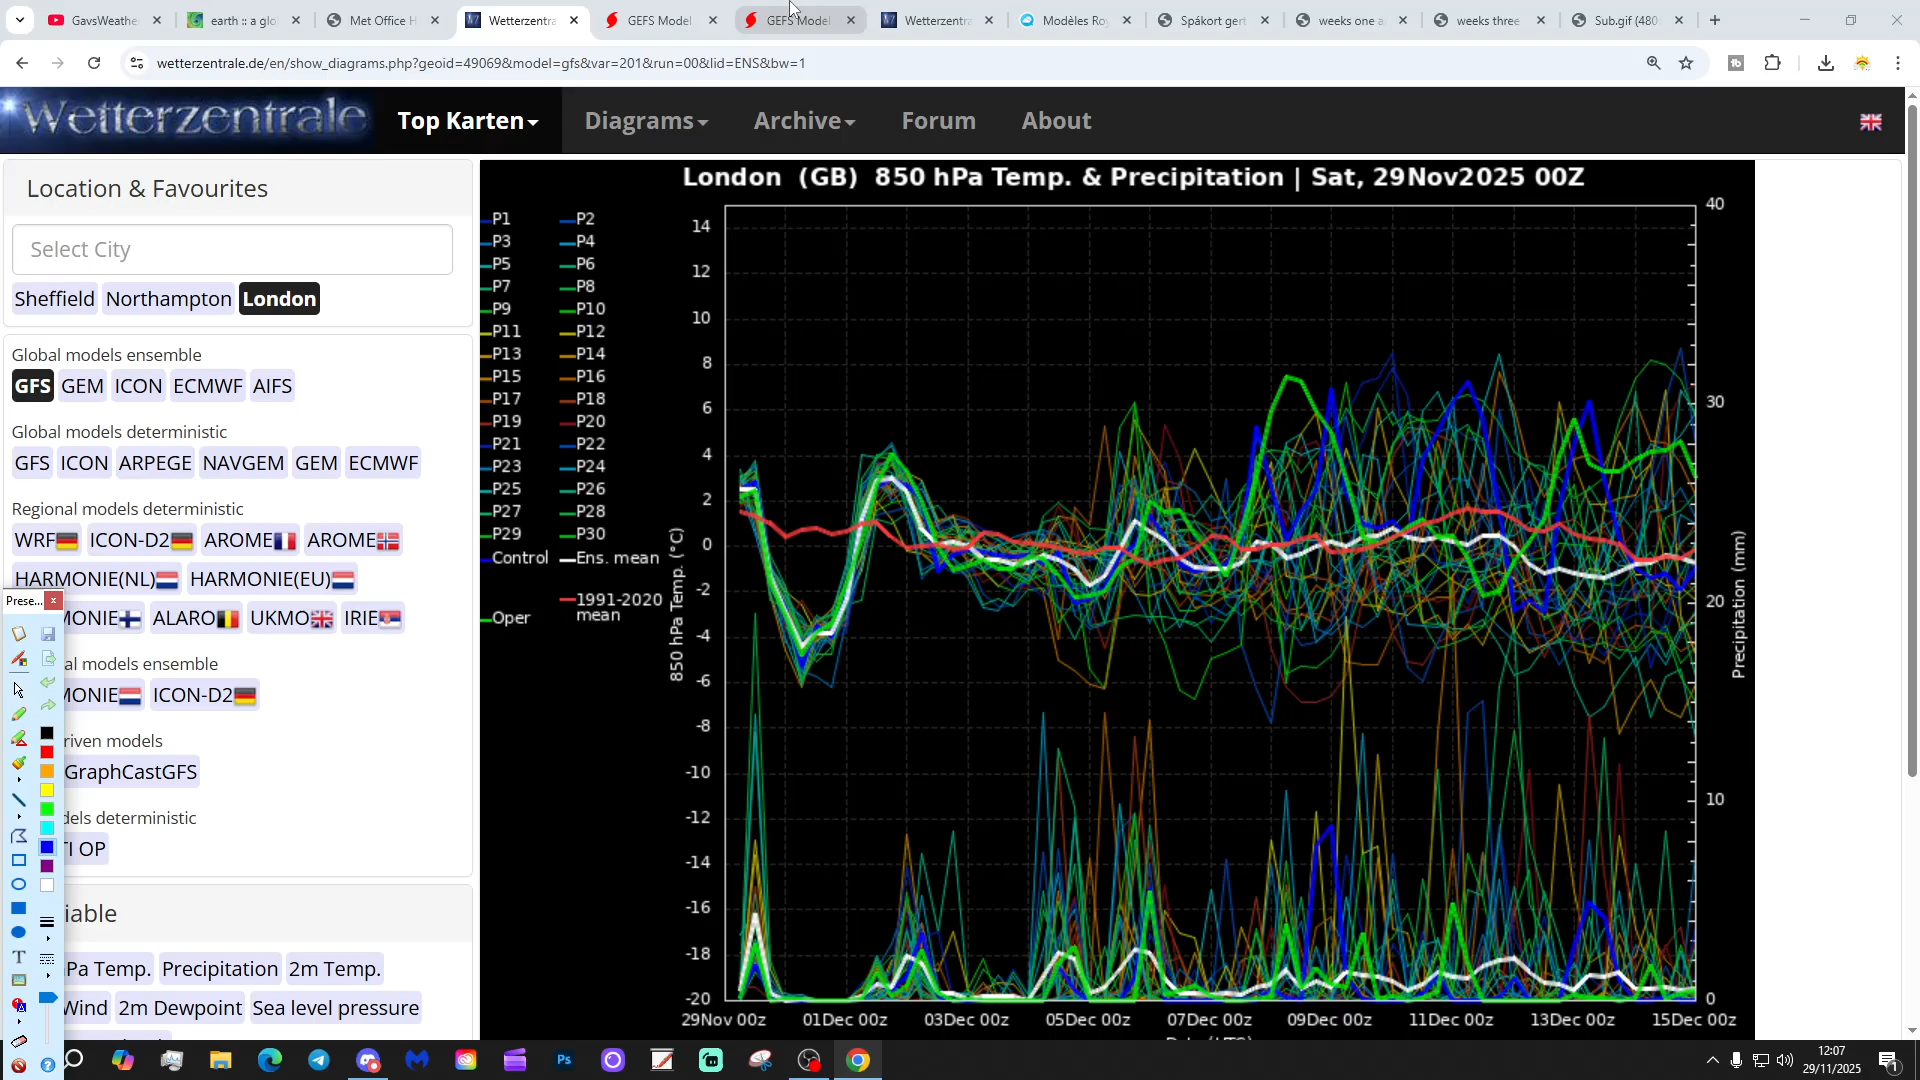 GavsWeathe
earth :: a glo
Met Office H
Wetterzentra
GEFS Model
GEFS Model
Wetterzentra
Modèles Roy
Spákort gert
weeks one a
weeks three
Sub.gif (480
wetterzentrale.de/en/show_diagrams.php?geoid=49069&model=gfs&var=201&run=00&lid=ENS&bw=1
Wetterzentrale
Top Karten
Diagrams
Archive
Forum
About
Location & Favourites
Select City
Sheffield Northampton London
Global models ensemble
GFS GEM ICON ECMWF AIFS
Global models deterministic
GFS ICON ARPEGE NAVGEM GEM ECMWF
Regional models deterministic
WRF ICON-D2 AROME AROME
HARMONIE(NL) HARMONIE(EU)
MONIE ALARO UKMO IRIE
al models ensemble
MONIE ICON-D2
riven models
GraphCastGFS
dels deterministic
TI OP
iable
Pa Temp. Precipitation 2m Temp.
Wind 2m Dewpoint Sea level pressure
Prese...
London (GB) 850 hPa Temp. & Precipitation | Sat, 29Nov2025 00Z
P1 P2
P3 P4
P5 P6
P7 P8
P9 P10
P11 P12
P13 P14
P15 P16
P17 P18
P19 P20
P21 P22
P23 P24
P25 P26
P27 P28
P29 P30
Control Ens. mean
Oper 1991-2020
mean
850 hPa Temp. (°C)
14
12
10
8
6
4
2
0
-2
-4
-6
-8
-10
-12
-14
-16
-18
-20
40
30
20
10
0
Precipitation (mm)
29Nov 00z 01Dec 00z 03Dec 00z 05Dec 00z 07Dec 00z 09Dec 00z 11Dec 00z 13Dec 00z 15Dec 00z
12:07
29/11/2025